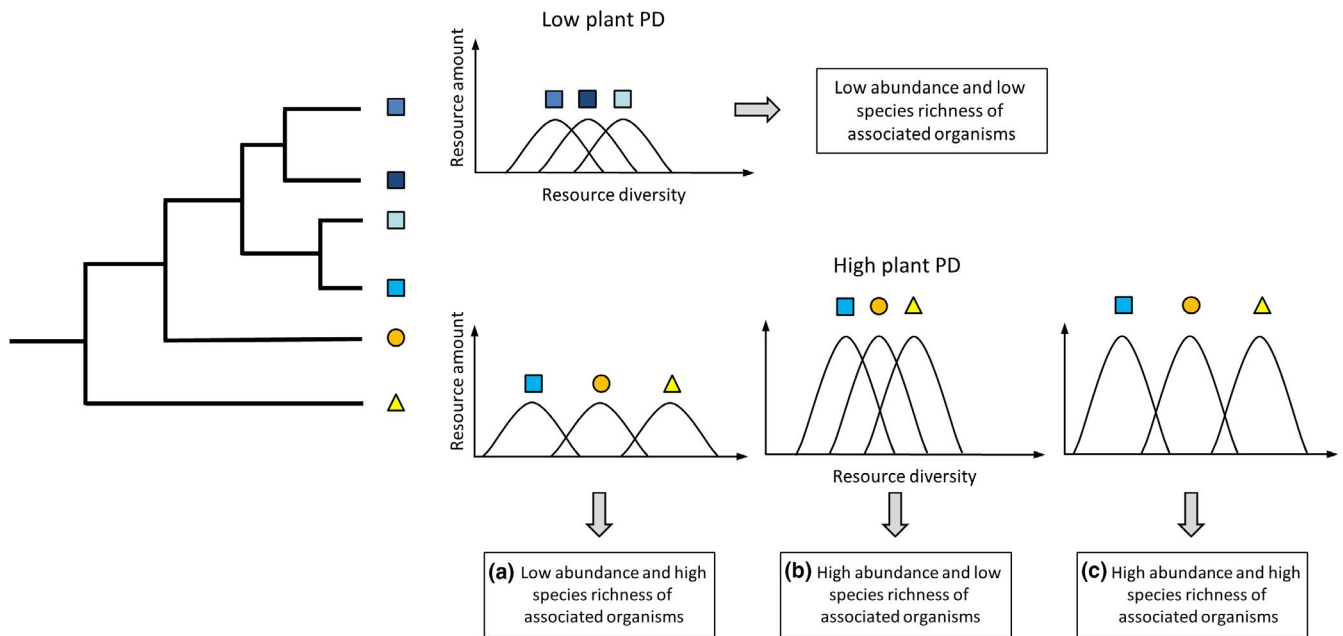 Low plant PD
Resource amount
Resource diversity
Low abundance and low
species richness of
associated organisms
High plant PD
Resource amount
Resource diversity
(a) Low abundance and high
species richness of
associated organisms
(b) High abundance and low
species richness of
associated organisms
(c) High abundance and high
species richness of
associated organisms